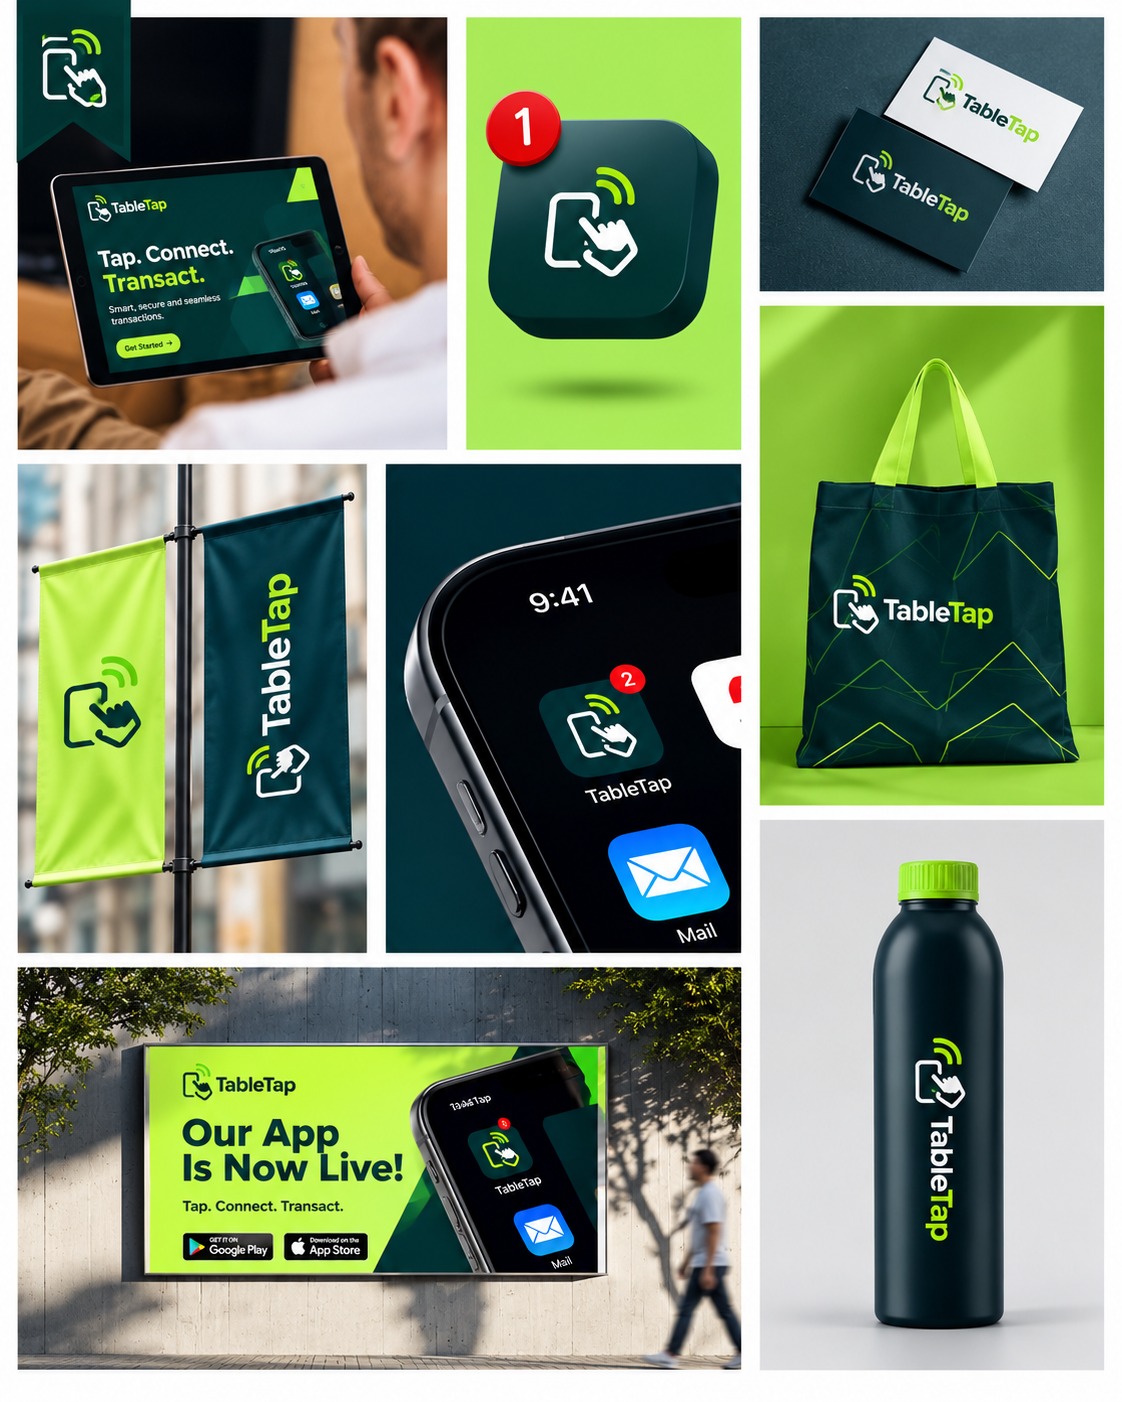 TableTap
Tap. Connect.
Transact.
Smart, secure and seamless
transactions.
Get Started →
1
TableTap
TableTap
TableTap
TableTap
9:41
2
TableTap
Mail
TableTap
Our App
Is Now Live!
Tap. Connect. Transact.
GET IT ON
Google Play
Download on the
App Store
TableTap
TableTap
Mail
TableTap